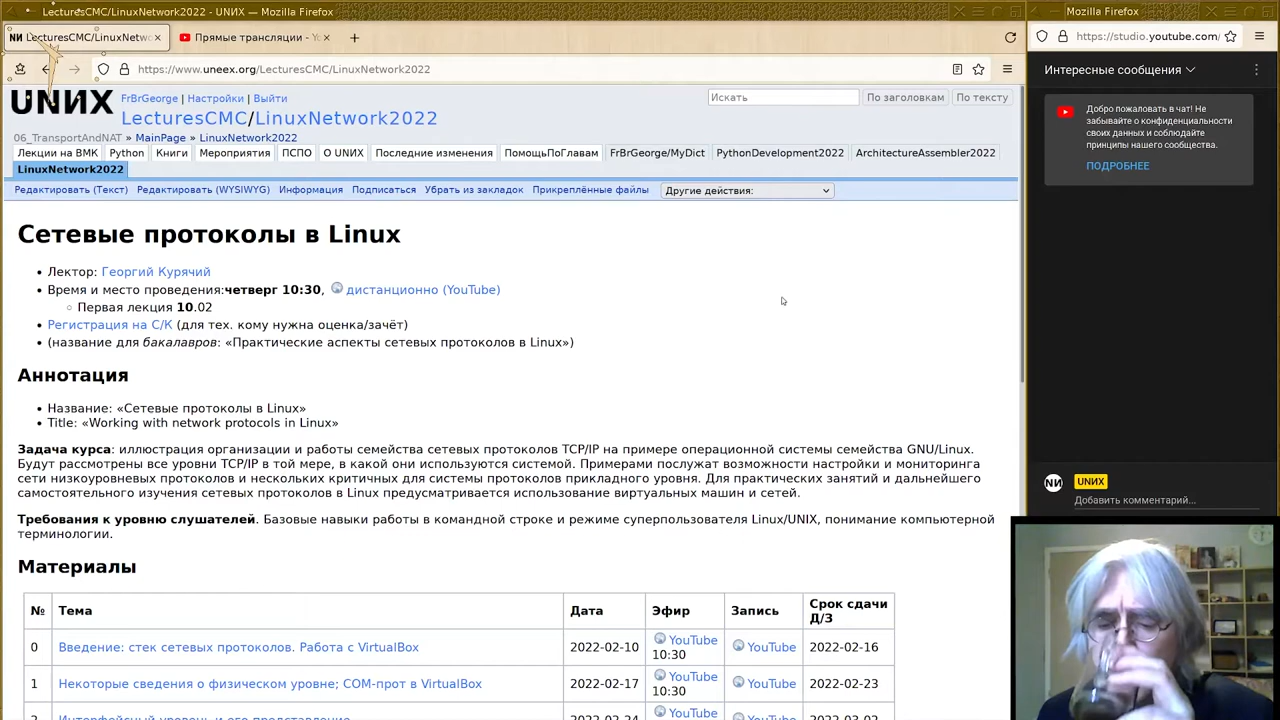 LecturesCMC/LinuxNetwork2022 - UNИX — Mozilla Firefox
Mozilla Firefox
LecturesCMC/LinuxNetwo
Прямые трансляции - Yo
https://www.uneex.org/LecturesCMC/LinuxNetwork2022
https://studio.youtube.com/
UNИX
FrBrGeorge | Настройки | Выйти
Искать
По заголовкам
По тексту
LecturesCMC/LinuxNetwork2022
06_TransportAndNAT » MainPage » LinuxNetwork2022
Лекции на ВМК
Python
Книги
Мероприятия
ПСПО
О UNИX
Последние изменения
ПомощьПоГлавам
FrBrGeorge/MyDict
PythonDevelopment2022
ArchitectureAssembler2022
LinuxNetwork2022
Редактировать (Текст)
Редактировать (WYSIWYG)
Информация
Подписаться
Убрать из закладок
Прикреплённые файлы
Другие действия:
Сетевые протоколы в Linux
• Лектор: Георгий Курячий
• Время и место проведения:четверг 10:30, дистанционно (YouTube)
◦ Первая лекция 10.02
• Регистрация на С/К (для тех. кому нужна оценка/зачёт)
• (название для бакалавров: «Практические аспекты сетевых протоколов в Linux»)
Аннотация
• Название: «Сетевые протоколы в Linux»
• Title: «Working with network protocols in Linux»
Задача курса: иллюстрация организации и работы семейства сетевых протоколов TCP/IP на примере операционной системы семейства GNU/Linux.
Будут рассмотрены все уровни TCP/IP в той мере, в какой они используются системой. Примерами послужат возможности настройки и мониторинга
сети низкоуровневых протоколов и нескольких критичных для системы протоколов прикладного уровня. Для практических занятий и дальнейшего
самостоятельного изучения сетевых протоколов в Linux предусматривается использование виртуальных машин и сетей.
Требования к уровню слушателей. Базовые навыки работы в командной строке и режиме суперпользователя Linux/UNIX, понимание компьютерной
терминологии.
Материалы
№ Тема Дата Эфир Запись Срок сдачи
Д/З
0 Введение: стек сетевых протоколов. Работа с VirtualBox 2022-02-10 YouTube
10:30 YouTube 2022-02-16
1 Некоторые сведения о физическом уровне; COM-прот в VirtualBox 2022-02-17 YouTube
10:30 YouTube 2022-02-23
2 Интерфейсный уровень и его представление 2022-02-24 YouTube YouTube 2022-03-02
Интересные сообщения
Добро пожаловать в чат! Не
забывайте о конфиденциальности
своих данных и соблюдайте
принципы нашего сообщества.
ПОДРОБНЕЕ
NИ
UNИX
Добавить комментарий...